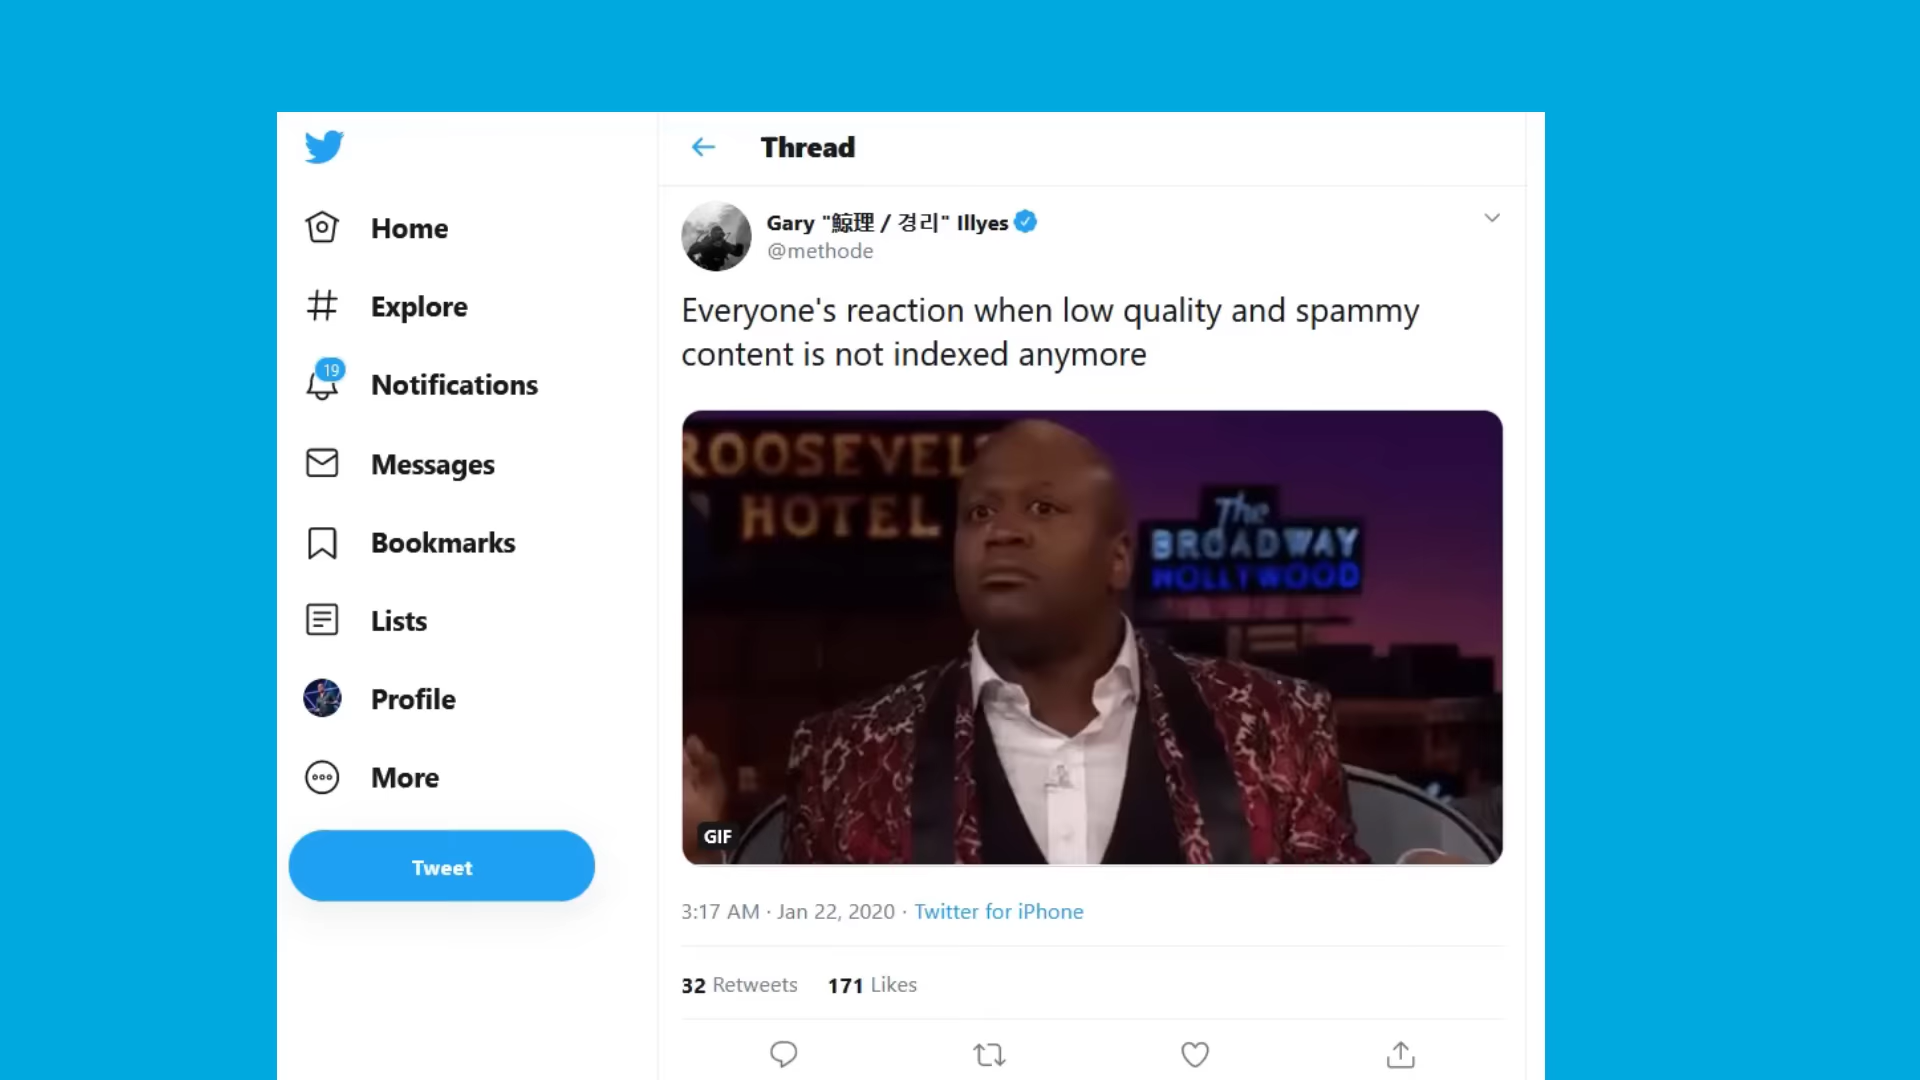 Thread
Gary "鯨理 / 경리" Illyes
@methode
Home
Explore
19
Notifications
Messages
Bookmarks
Lists
Profile
More
Tweet
Everyone's reaction when low quality and spammy
content is not indexed anymore
ROOSEVEL
HOTEL
The
BROADWAY
HOLLYWOOD
GIF
3:17 AM · Jan 22, 2020 · Twitter for iPhone
32 Retweets 171 Likes